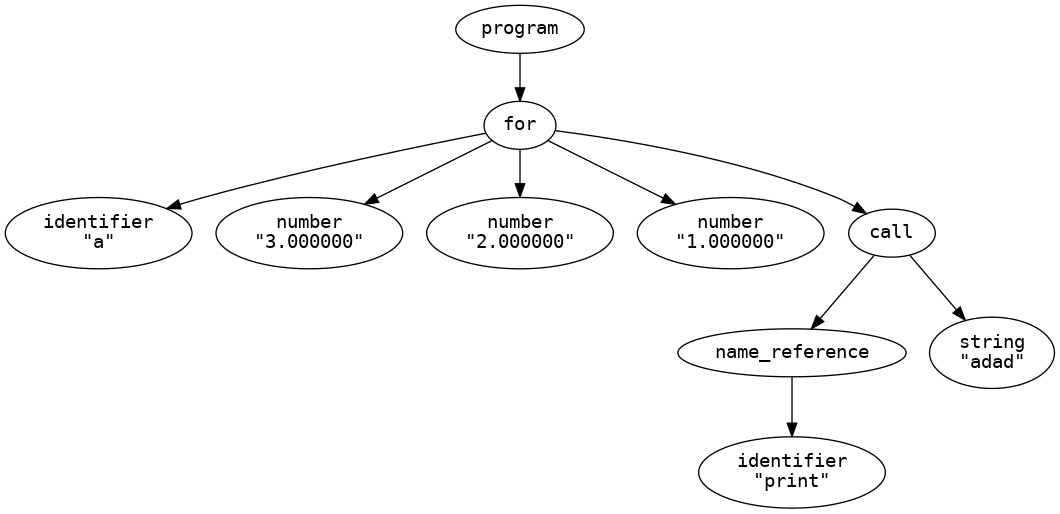 program
for
identifier
"a"
number
"3.000000"
number
"2.000000"
number
"1.000000"
call
name_reference
string
"adad"
identifier
"print"